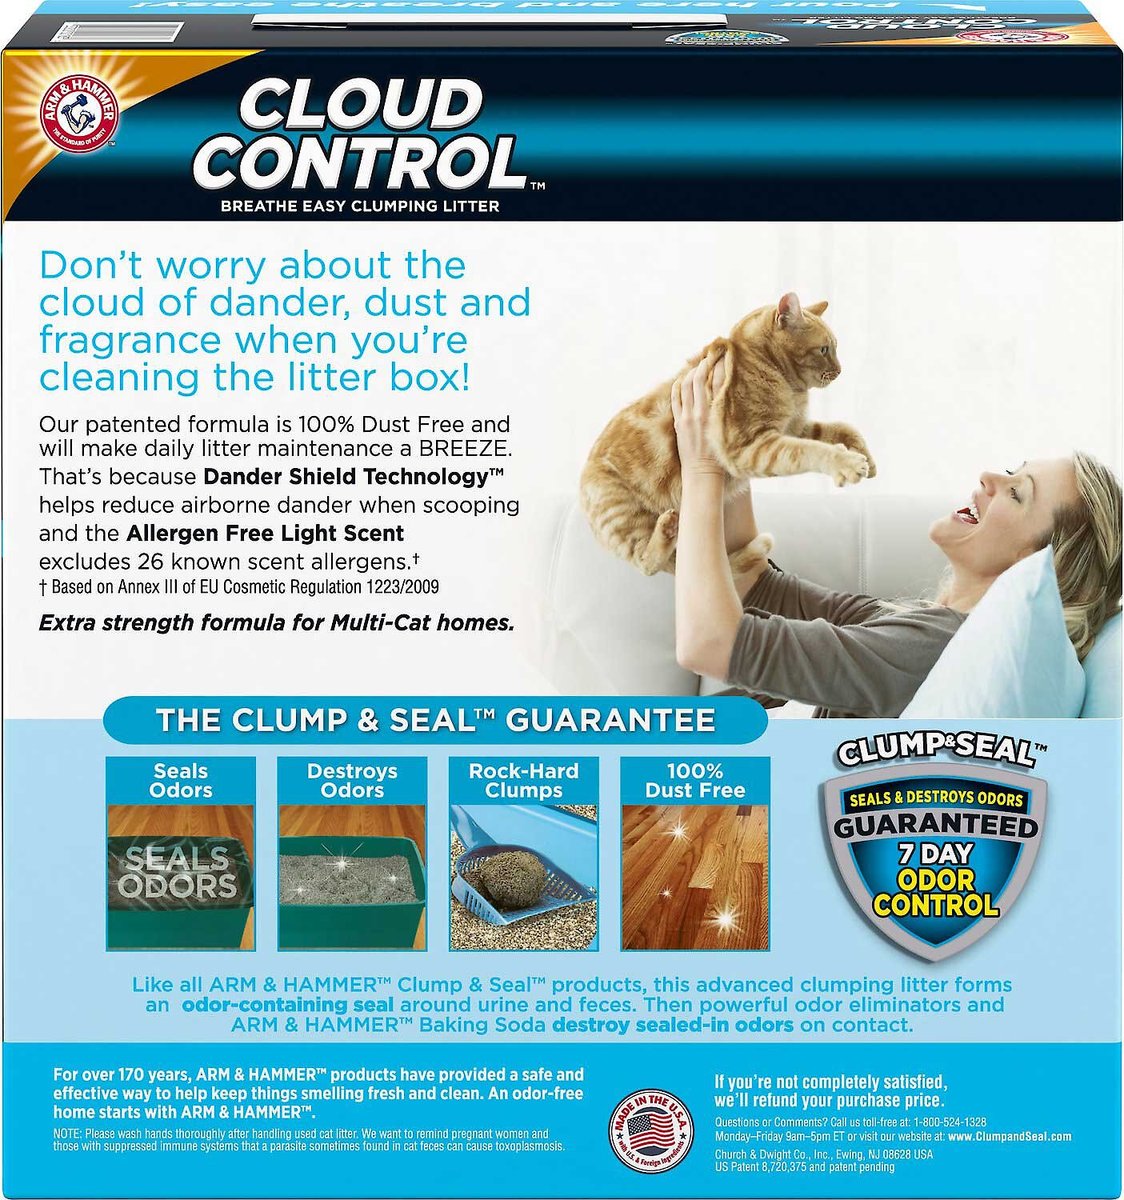 Pour here and breathe easy!
CLOUD
CONTROL
ARM & HAMMER
THE STANDARD OF PURITY
™
CLOUD
CONTROL™
BREATHE EASY CLUMPING LITTER
Don't worry about the
cloud of dander, dust and
fragrance when you're
cleaning the litter box!
Our patented formula is 100% Dust Free and
will make daily litter maintenance a BREEZE.
That's because Dander Shield Technology™
helps reduce airborne dander when scooping
and the Allergen Free Light Scent
excludes 26 known scent allergens.†
† Based on Annex III of EU Cosmetic Regulation 1223/2009
Extra strength formula for Multi-Cat homes.
THE CLUMP & SEAL™ GUARANTEE
Seals
Odors
SEALS
ODORS
Destroys
Odors
Rock-Hard
Clumps
100%
Dust Free
CLUMP&SEAL™
SEALS & DESTROYS ODORS
GUARANTEED
7 DAY
ODOR
CONTROL
Like all ARM & HAMMER™ Clump & Seal™ products, this advanced clumping litter forms
an odor-containing seal around urine and feces. Then powerful odor eliminators and
ARM & HAMMER™ Baking Soda destroy sealed-in odors on contact.
For over 170 years, ARM & HAMMER™ products have provided a safe and
effective way to help keep things smelling fresh and clean. An odor-free
home starts with ARM & HAMMER™.
NOTE: Please wash hands thoroughly after handling used cat litter. We want to remind pregnant women and
those with suppressed immune systems that a parasite sometimes found in cat feces can cause toxoplasmosis.
MADE IN THE U.S.A.
With U.S. & Foreign Ingredients
If you're not completely satisfied,
we'll refund your purchase price.
Questions or Comments? Call us toll-free at: 1-800-524-1328
Monday–Friday 9am–5pm ET or visit our website at: www.ClumpandSeal.com
Church & Dwight Co., Inc., Ewing, NJ 08628 USA
US Patent 8,720,375 and patent pending